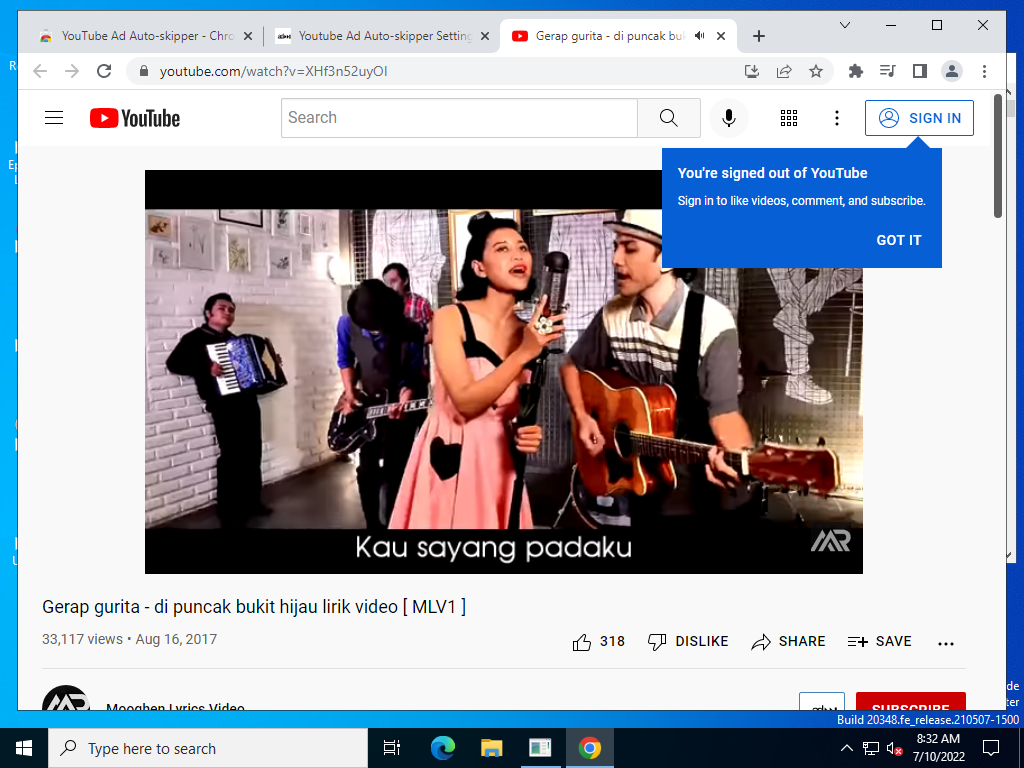 YouTube Ad Auto-skipper - Chro
Youtube Ad Auto-skipper Setting
Gerap gurita - di puncak buk
youtube.com/watch?v=XHf3n52uyOI
YouTube
Search
SIGN IN
You're signed out of YouTube
Sign in to like videos, comment, and subscribe.
GOT IT
Kau sayang padaku
MR
Gerap gurita - di puncak bukit hijau lirik video [ MLV1 ]
33,117 views • Aug 16, 2017
318
DISLIKE
SHARE
SAVE
Mooghen Lyrics Video
SUBSCRIBE
Build 20348.fe_release.210507-1500
Type here to search
8:32 AM
7/10/2022